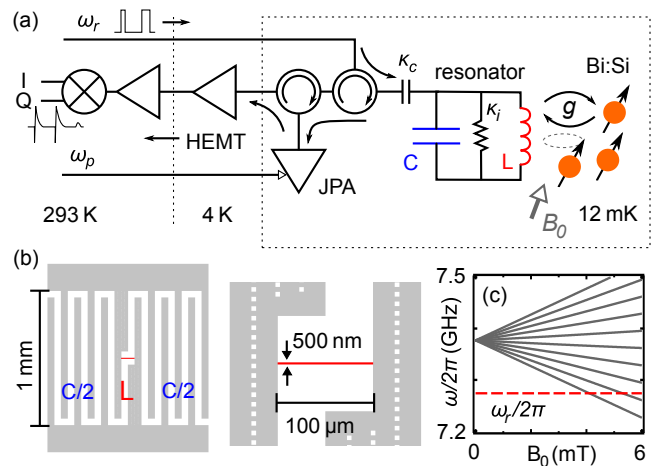 (a)
ω_r
κ_c
resonator
Bi:Si
I
Q
κ_i
g
C
L
HEMT
ω_p
JPA
B_0
293 K
4 K
12 mK
(b)
1 mm
C/2
L
C/2
500 nm
100 μm
(c)
7.5
ω/2π (GHz)
ω_r/2π
7.2
0
B_0 (mT)
6